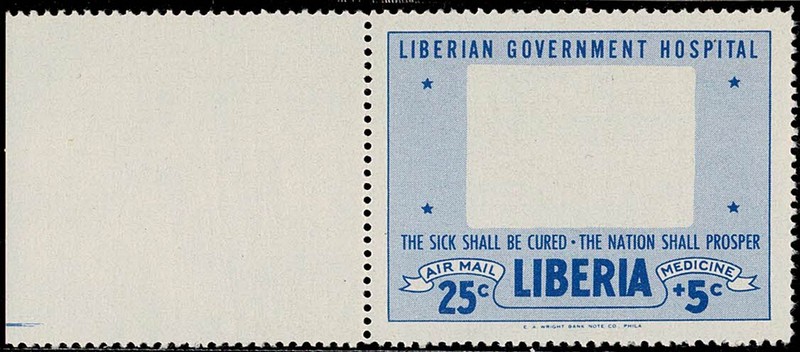 LIBERIAN GOVERNMENT HOSPITAL
THE SICK SHALL BE CURED · THE NATION SHALL PROSPER
AIR MAIL
25c
LIBERIA
MEDICINE
+5c
E. A. WRIGHT BANK NOTE CO., PHILA